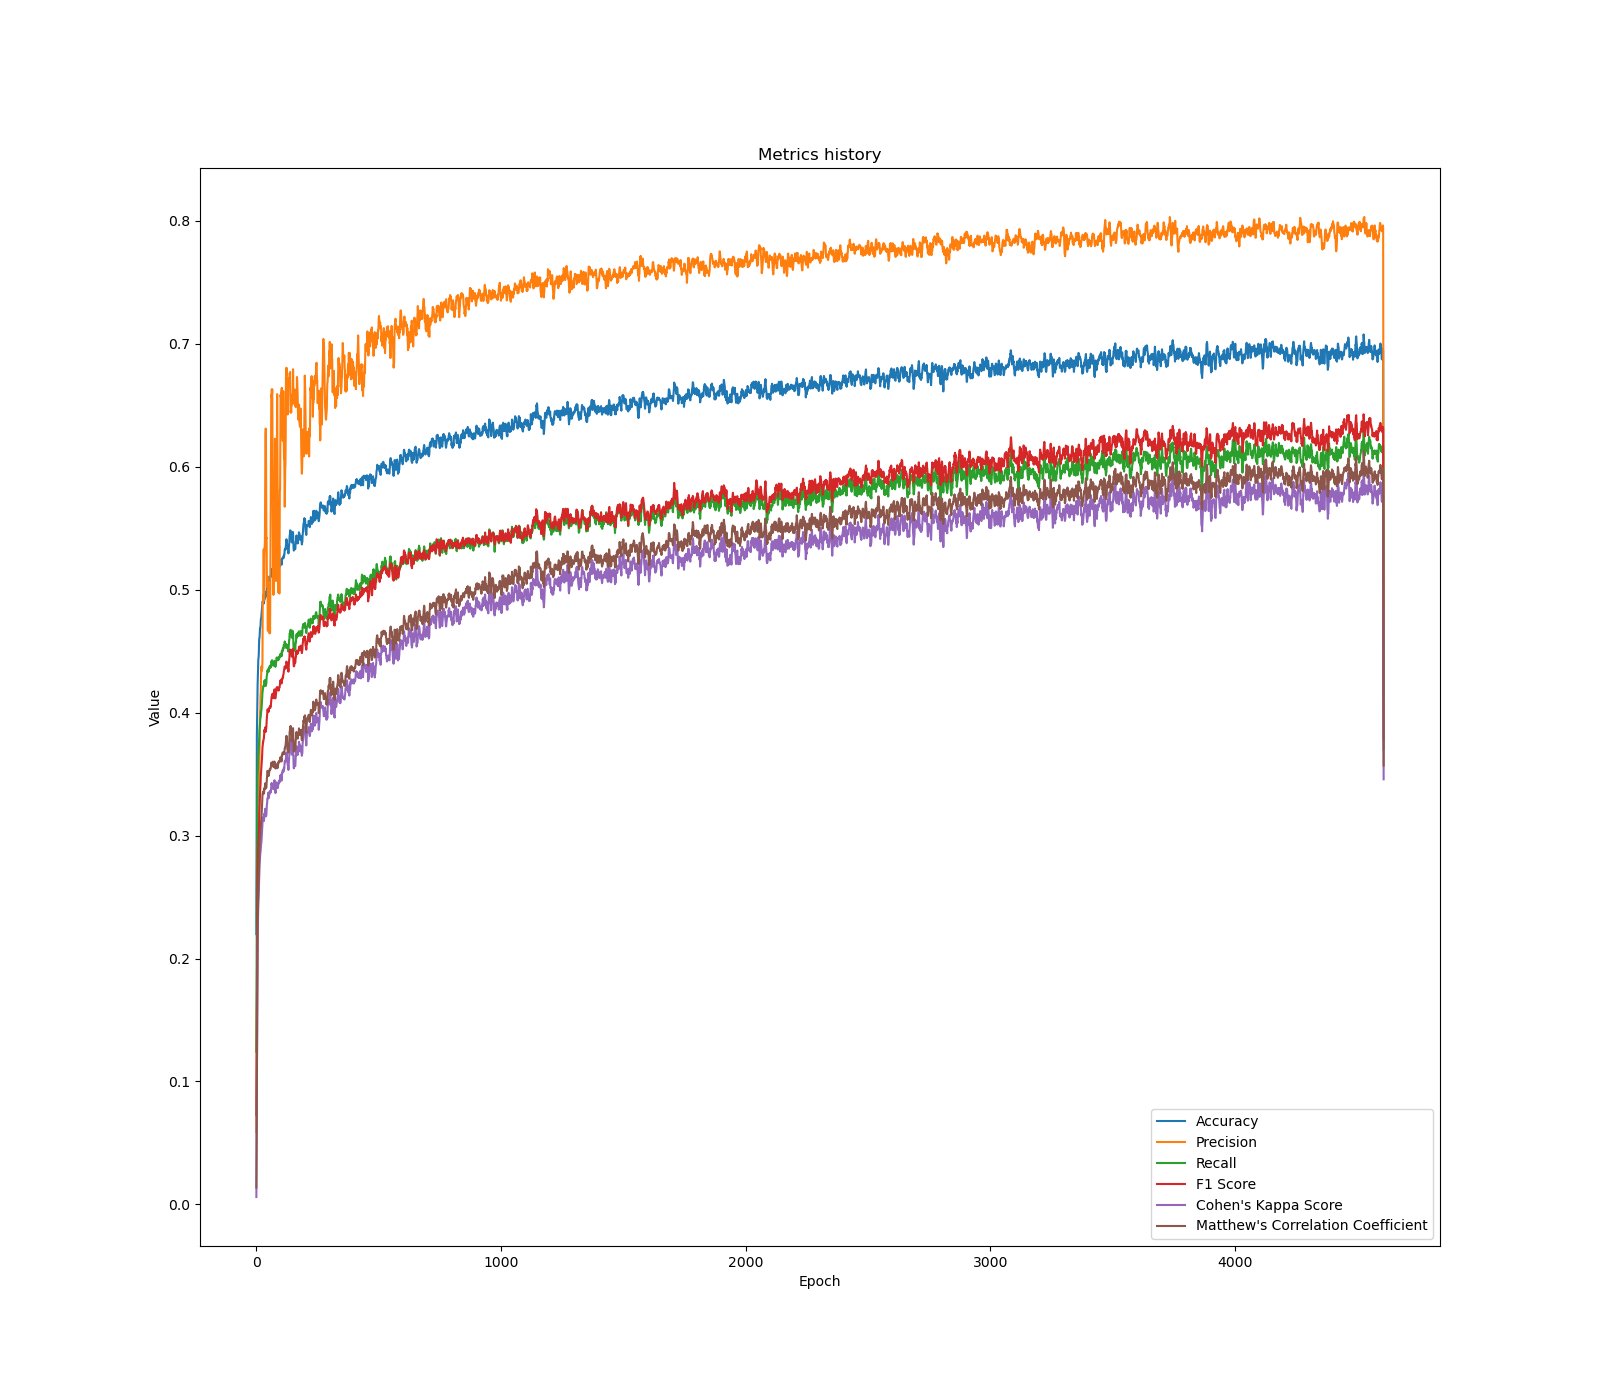 Metrics history
0.8
0.7
0.6
0.5
0.4
0.3
0.2
0.1
0.0
Value
0 1000 2000 3000 4000
Epoch
Accuracy
Precision
Recall
F1 Score
Cohen's Kappa Score
Matthew's Correlation Coefficient